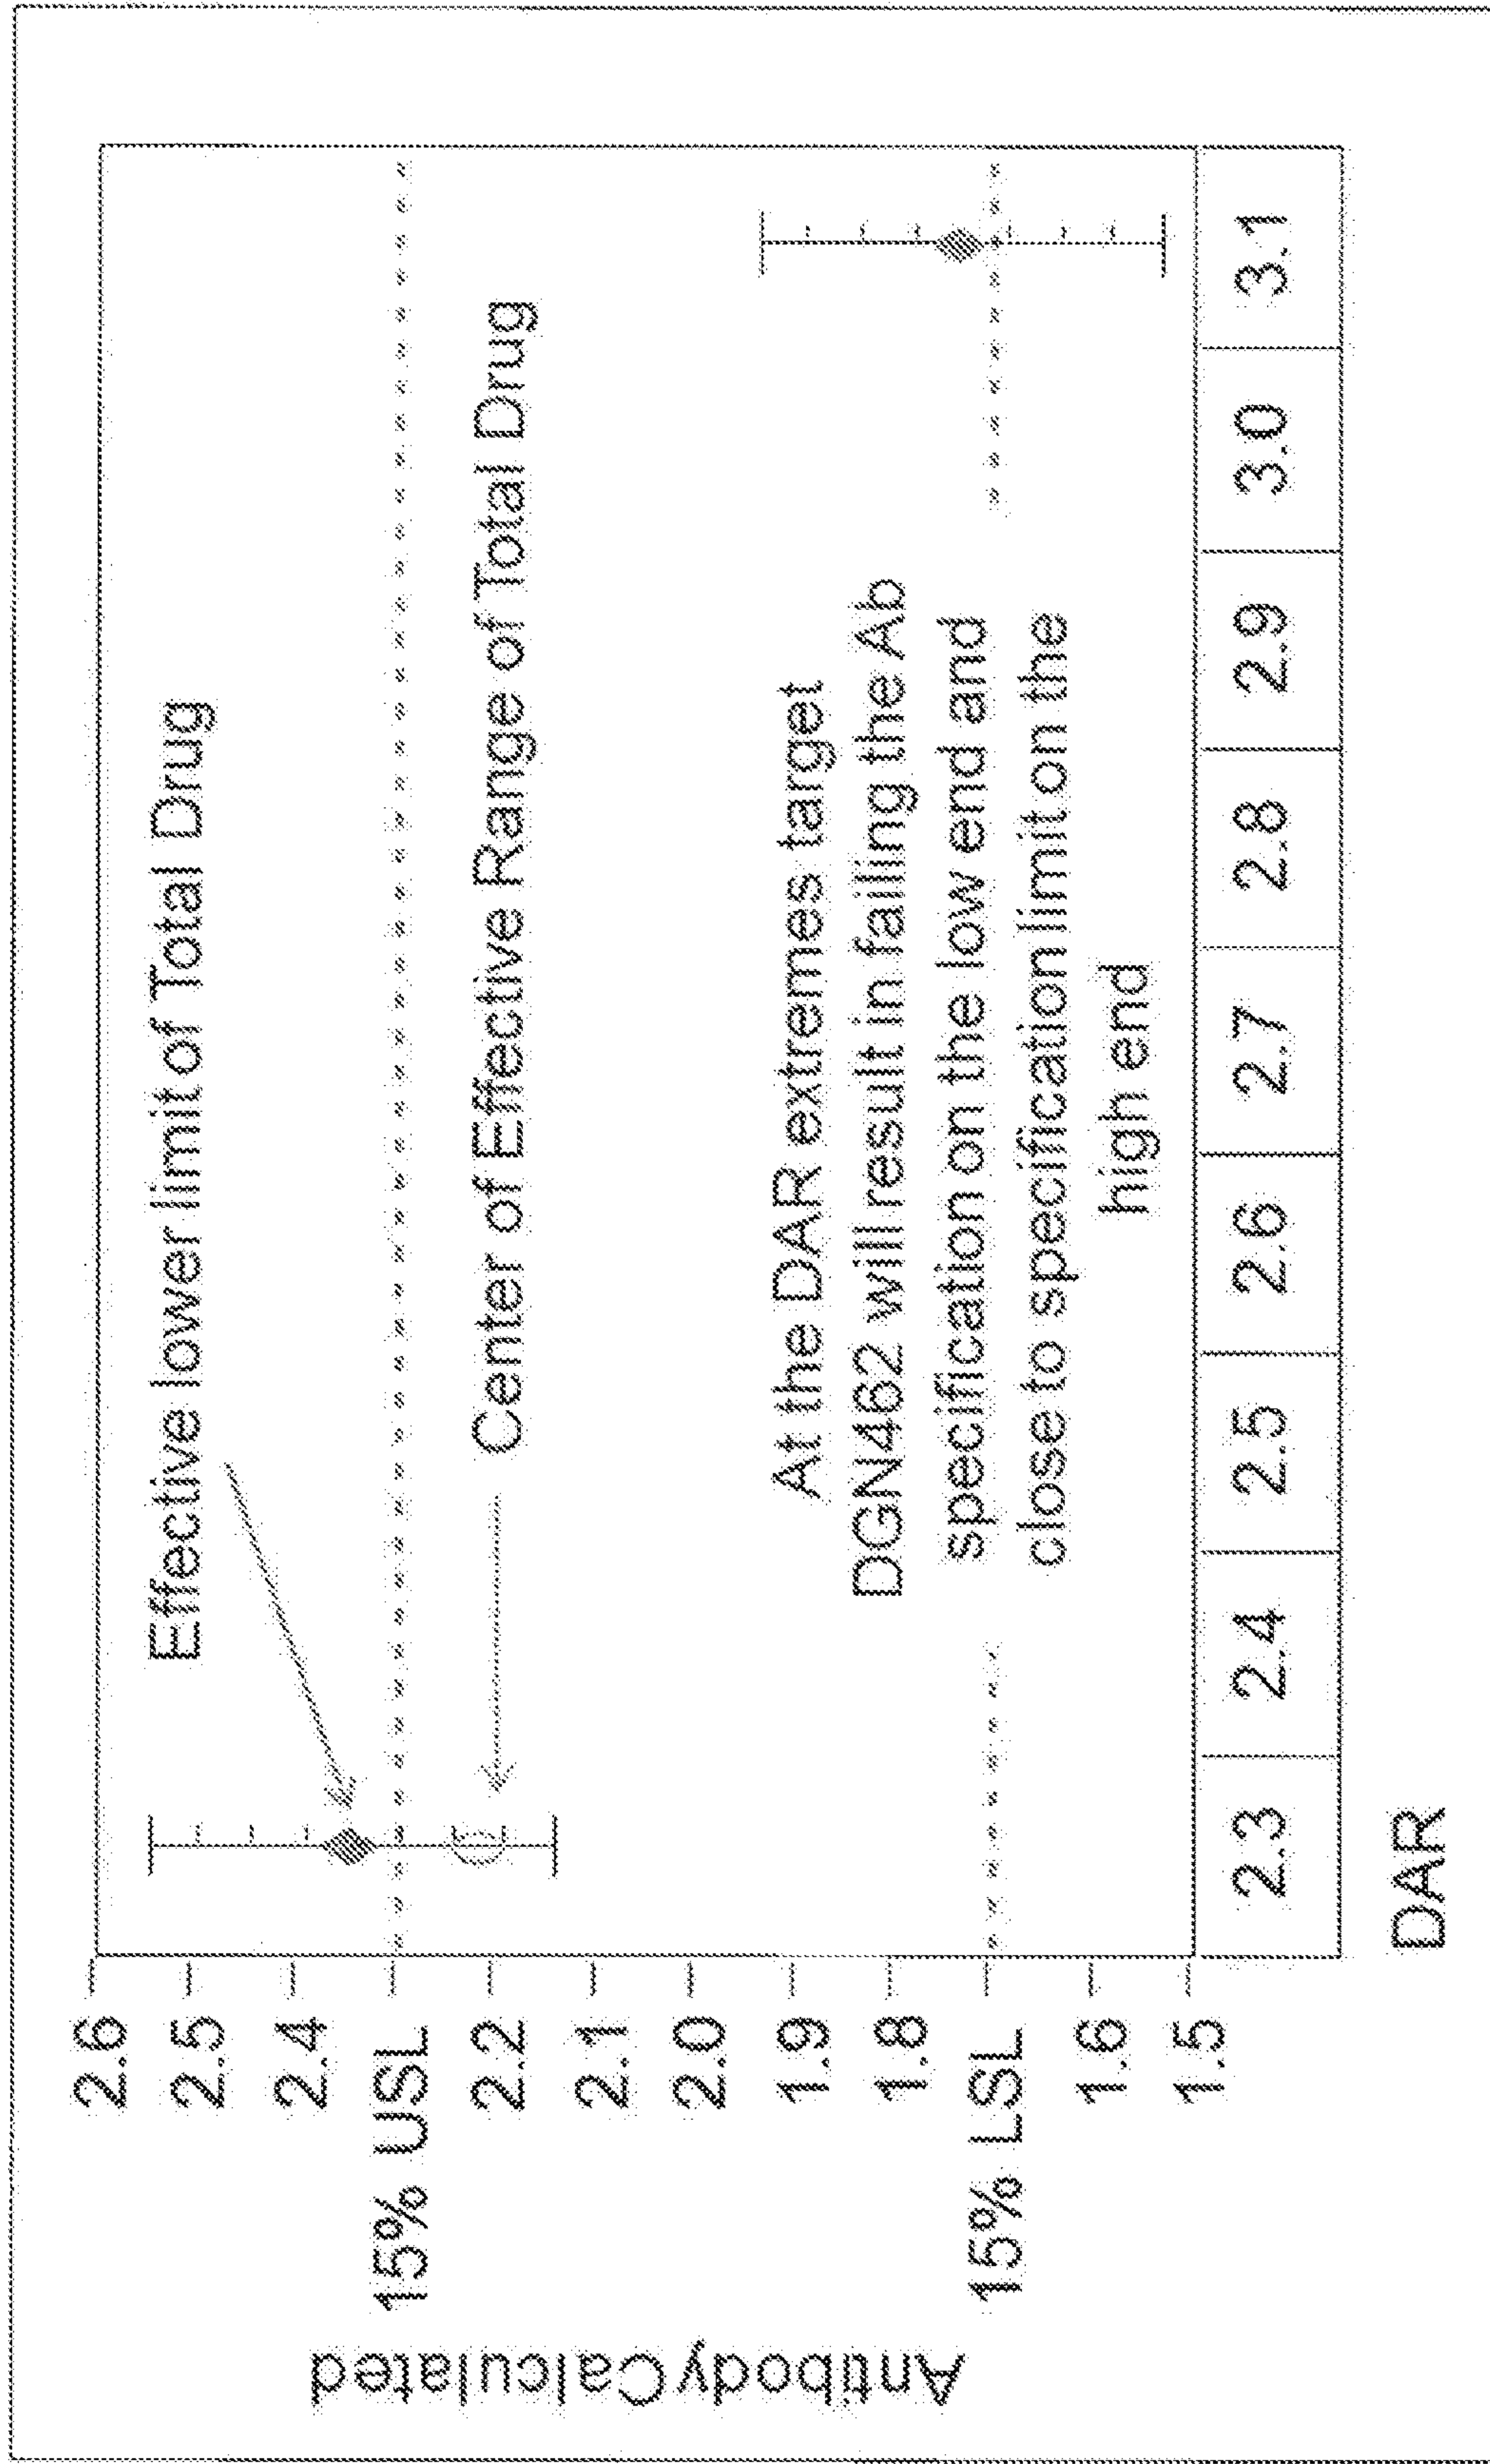 Antibody Calculated
2.6
2.5
2.4
15% USL
2.2
2.1
2.0
1.9
1.8
15% LSL
1.6
1.5
Effective lower limit of Total Drug
Center of Effective Range of Total Drug
At the DAR extremes target
DGN462 will result in failing the Ab
specification on the low end and
close to specification limit on the
high end
2.3 2.4 2.5 2.6 2.7 2.8 2.9 3.0 3.1
DAR